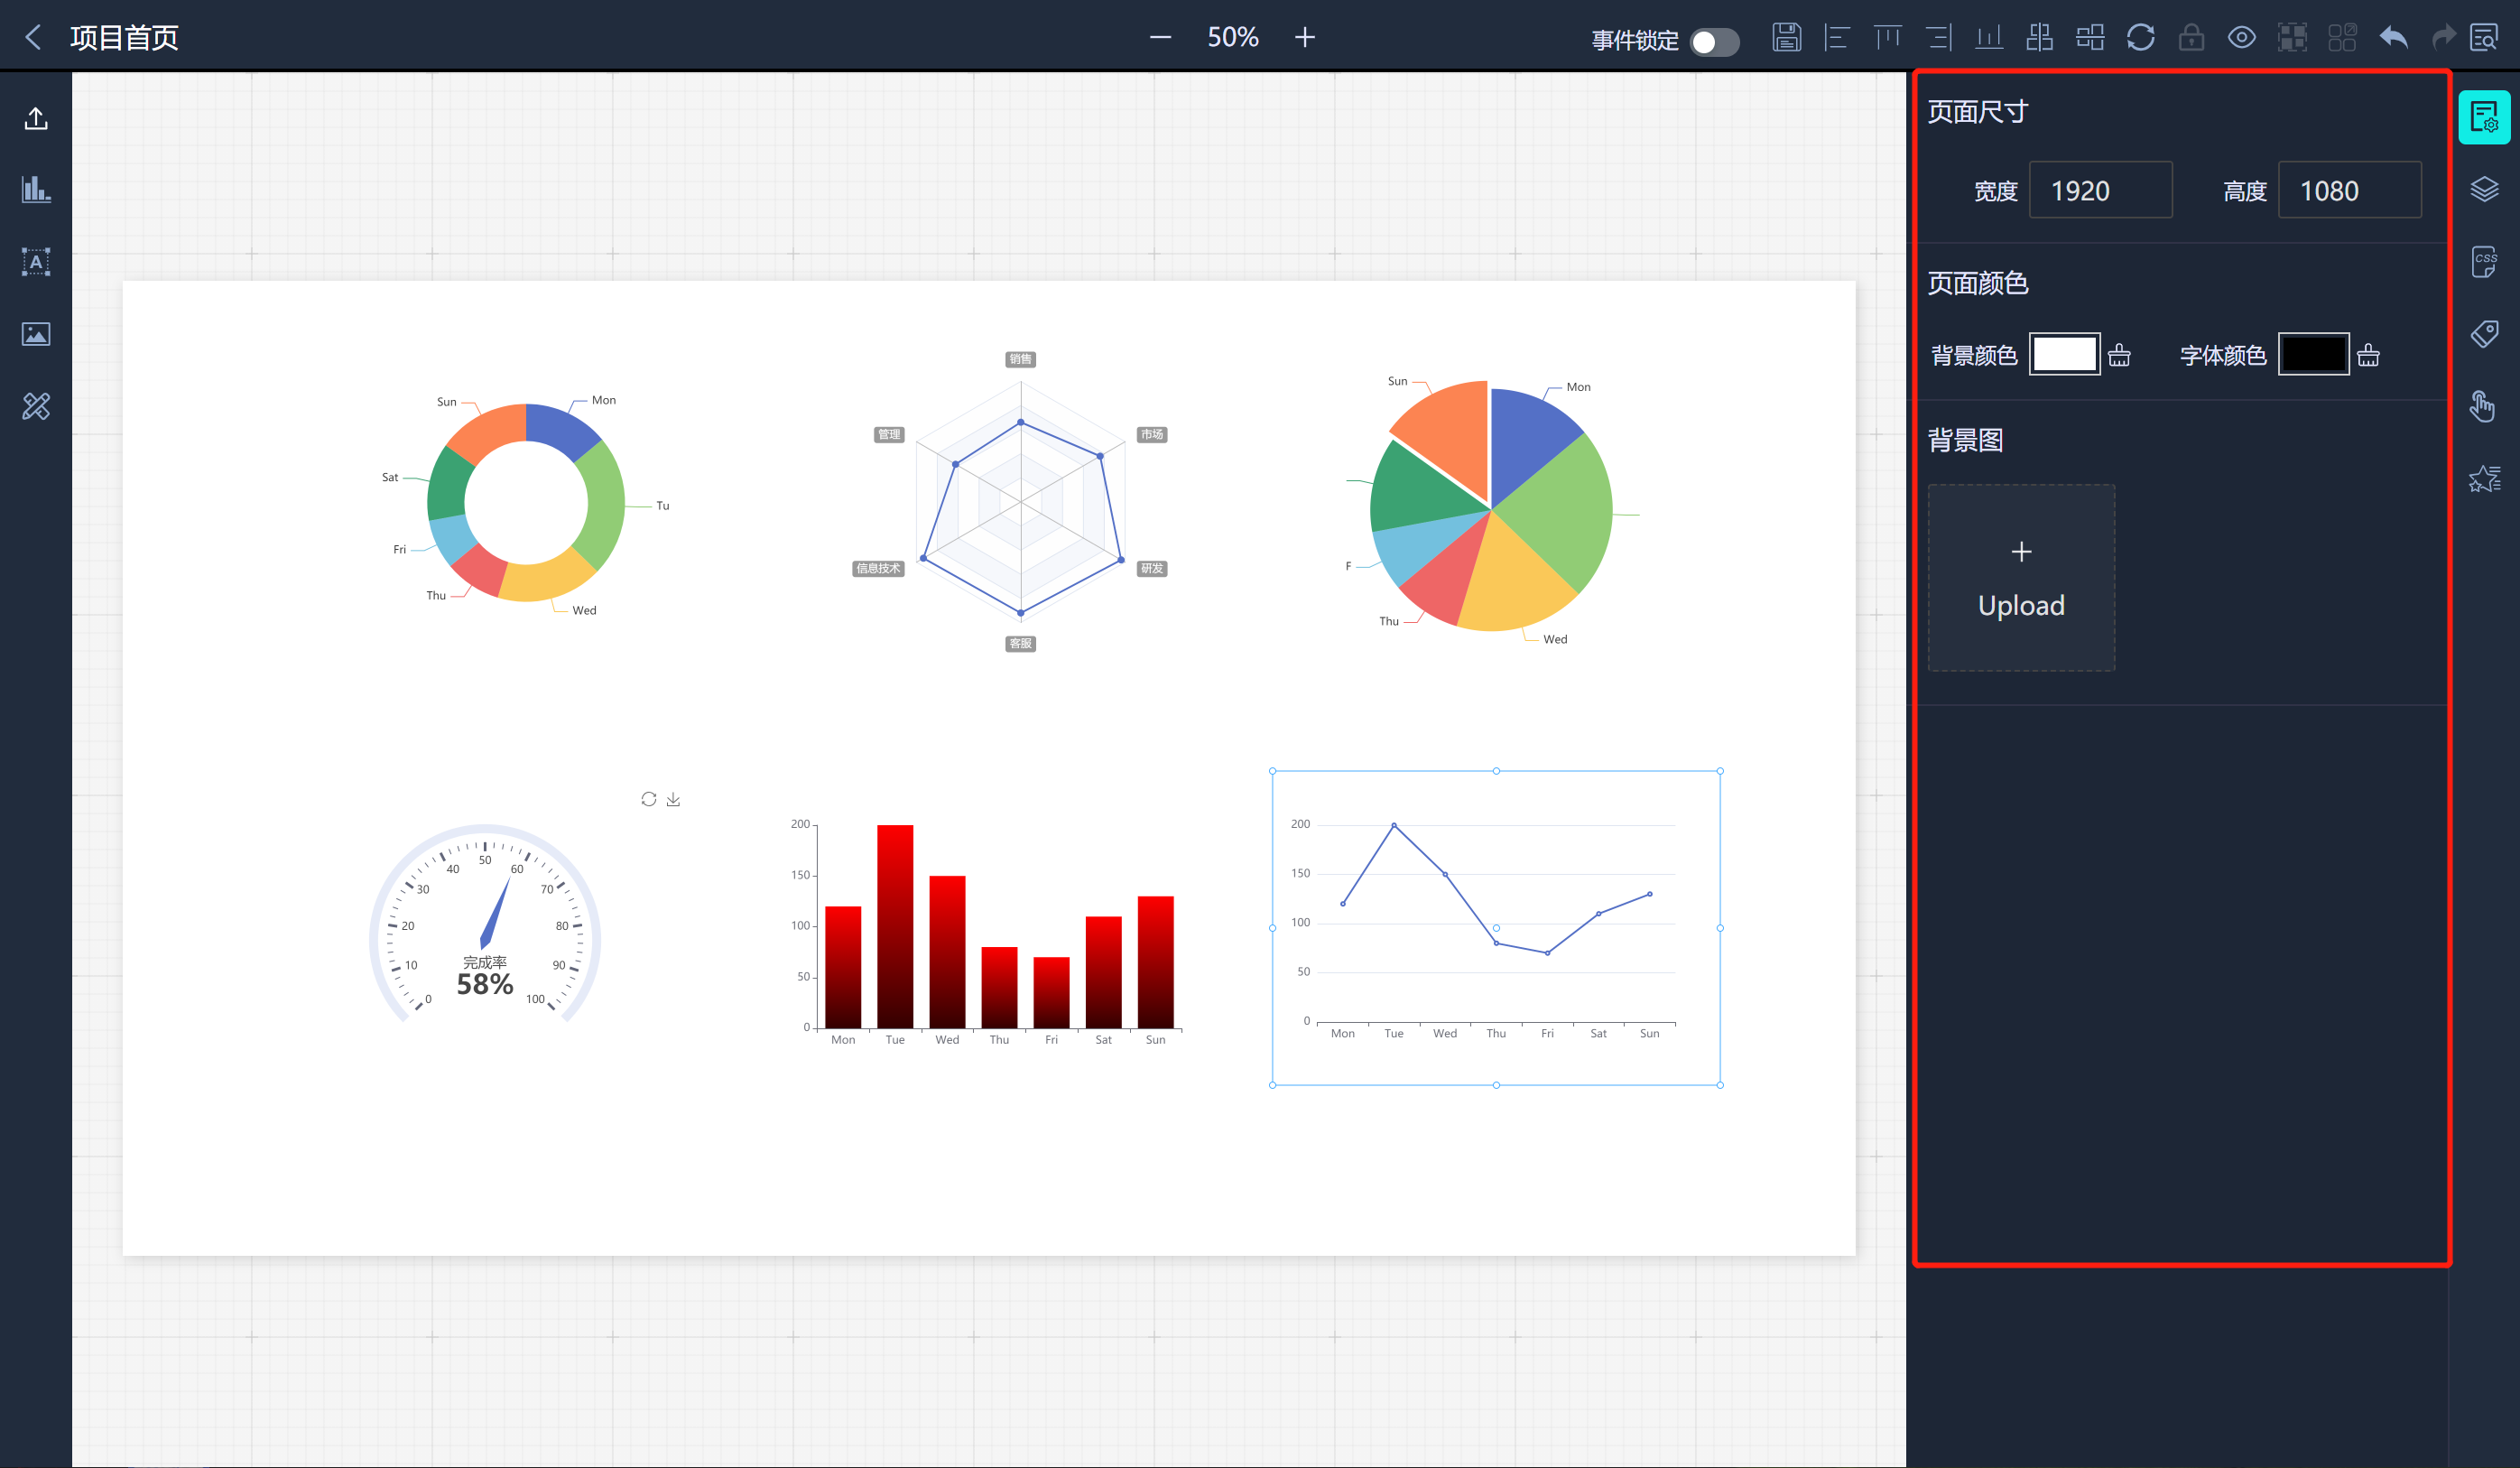 项目首页
50%
事件锁定
页面尺寸
宽度 1920 高度 1080
页面颜色
背景颜色 字体颜色
背景图
Upload
CSS
A
Sun Mon
Sat Tu
Fri
Thu Wed
销售
管理 市场
信息技术 研发
客服
Sun Mon
F
Thu Wed
0 10 20 30 40 50 60 70 80 90 100
完成率
58%
200
150
100
50
0
Mon Tue Wed Thu Fri Sat Sun
200
150
100
50
0
Mon Tue Wed Thu Fri Sat Sun